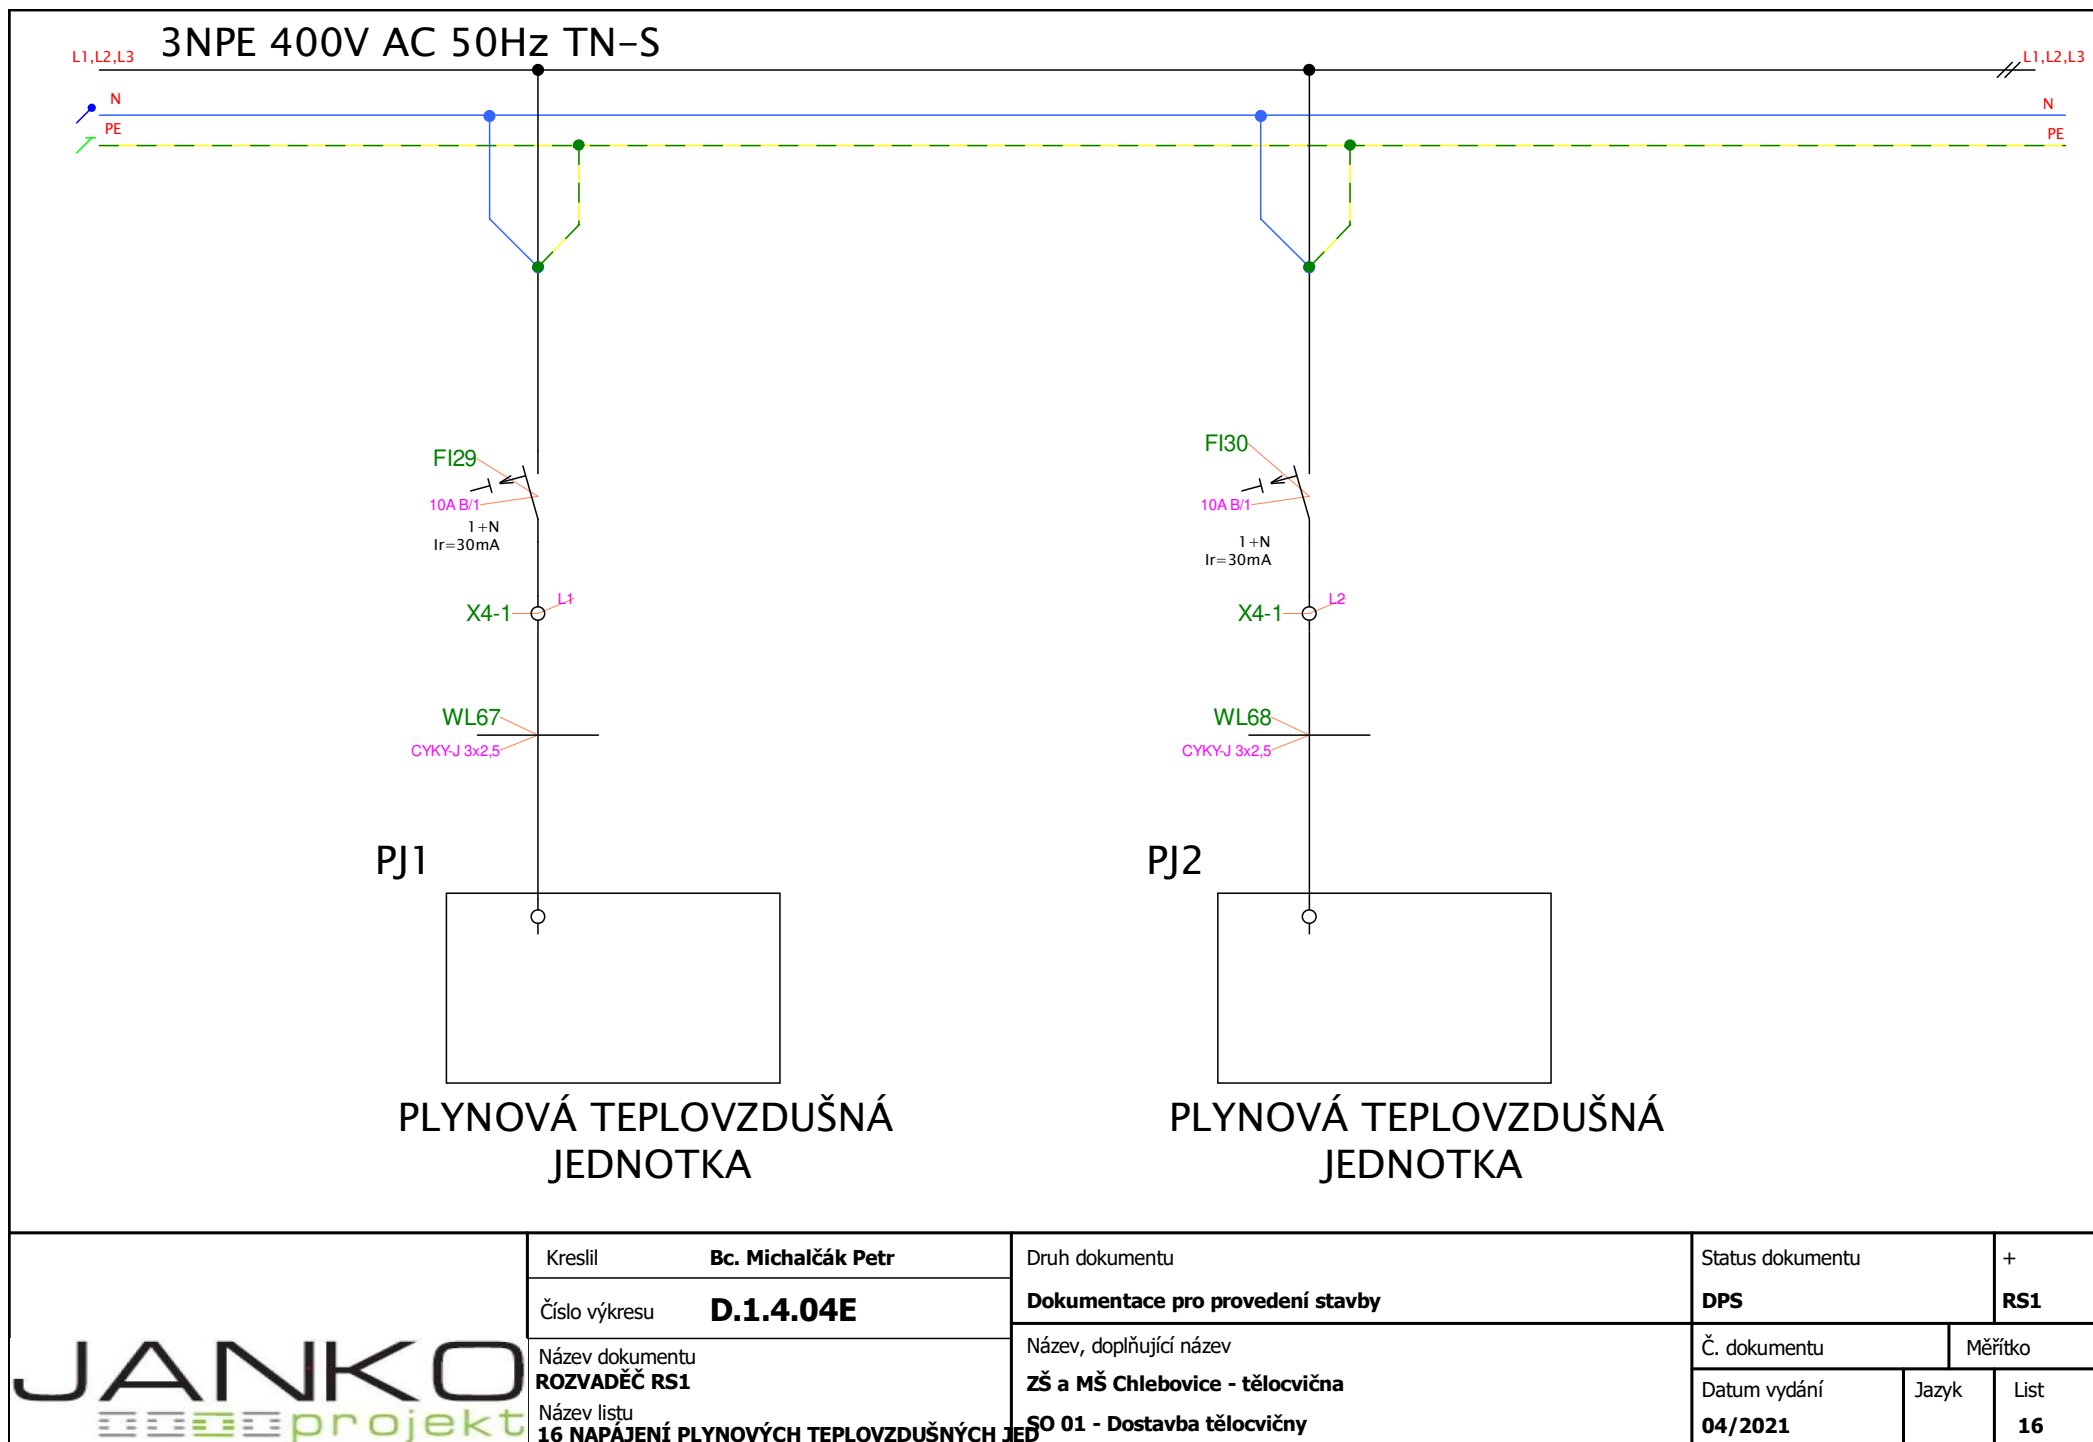 3NPE 400V AC 50Hz TN-S
L1,L2,L3
L1,L2,L3
N
N
PE
PE
FI29
10A B/1
1+N
Ir=30mA
X4-1
L1
WL67
CYKY-J 3x2,5
PJ1
PLYNOVÁ TEPLOVZDUŠNÁ
JEDNOTKA
FI30
10A B/1
1+N
Ir=30mA
X4-1
L2
WL68
CYKY-J 3x2,5
PJ2
PLYNOVÁ TEPLOVZDUŠNÁ
JEDNOTKA
JANKO
projekt
Kreslil Bc. Michalčák Petr
Číslo výkresu D.1.4.04E
Název dokumentu
ROZVADĚČ RS1
Název listu
16 NAPÁJENÍ PLYNOVÝCH TEPLOVZDUŠNÝCH JED
Druh dokumentu
Dokumentace pro provedení stavby
Název, doplňující název
ZŠ a MŠ Chlebovice - tělocvična
SO 01 - Dostavba tělocvičny
Status dokumentu
DPS
+
RS1
Č. dokumentu
Měřítko
Datum vydání
04/2021
Jazyk
List
16